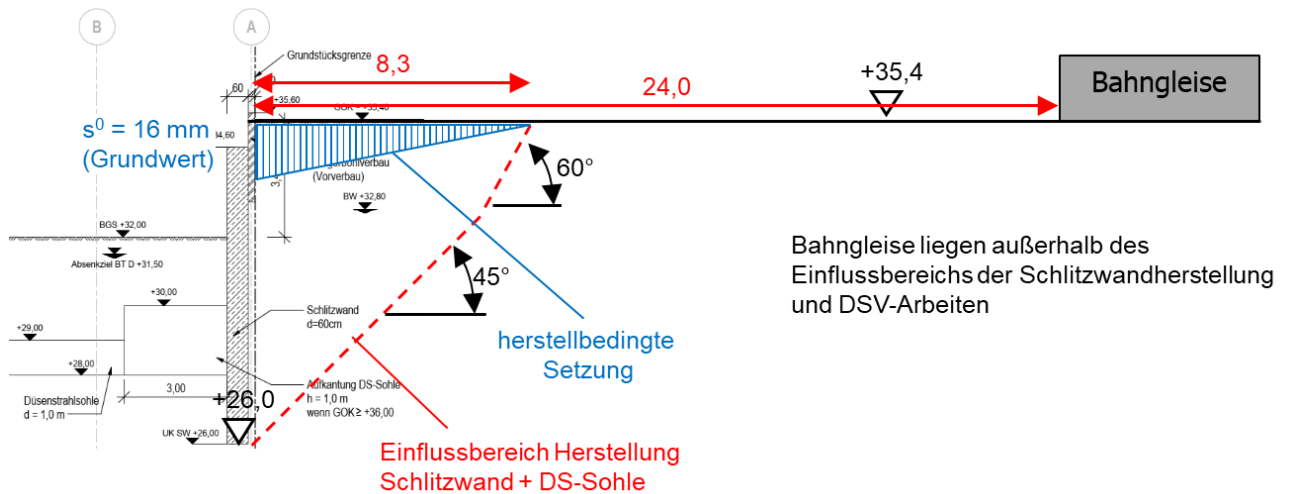 B
A
Grundstücksgrenze
8,3
60
+35,60
24,0
+35,4
Bahngleise
s⁰ = 16 mm
(Grundwert)
(Vorverbau)
BW +32,80
60°
BGS +32,00
Absenkziel BT D +31,50
45°
Bahngleise liegen außerhalb des
Einflussbereichs der Schlitzwandherstellung
und DSV-Arbeiten
+30,00
Schlitzwand
d=60cm
+29,00
herstellbedingte
Setzung
+28,00
3,00
Düsenstrahlsohle
d = 1,0 m
Aufkantung DS-Sohle
h = 1,0 m
wenn GOK ≥ +36,00
+26,0
UK SW +26,00
Einflussbereich Herstellung
Schlitzwand + DS-Sohle